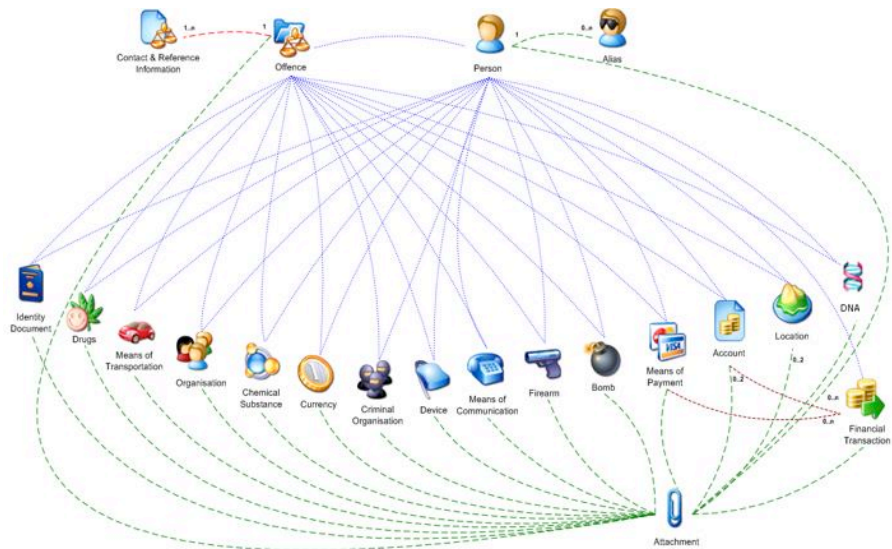 1..n
1
Contact & Reference
Information
Offence
Person
1
0..n
Alias
Identity
Document
Drugs
Means of
Transportation
Organisation
Chemical
Substance
Currency
Criminal
Organisation
Device
Means of
Communication
Firearm
Bomb
VISA
Means of
Payment
Account
Location
DNA
0..2
0..2
0..n
0..n
Financial
Transaction
Attachment